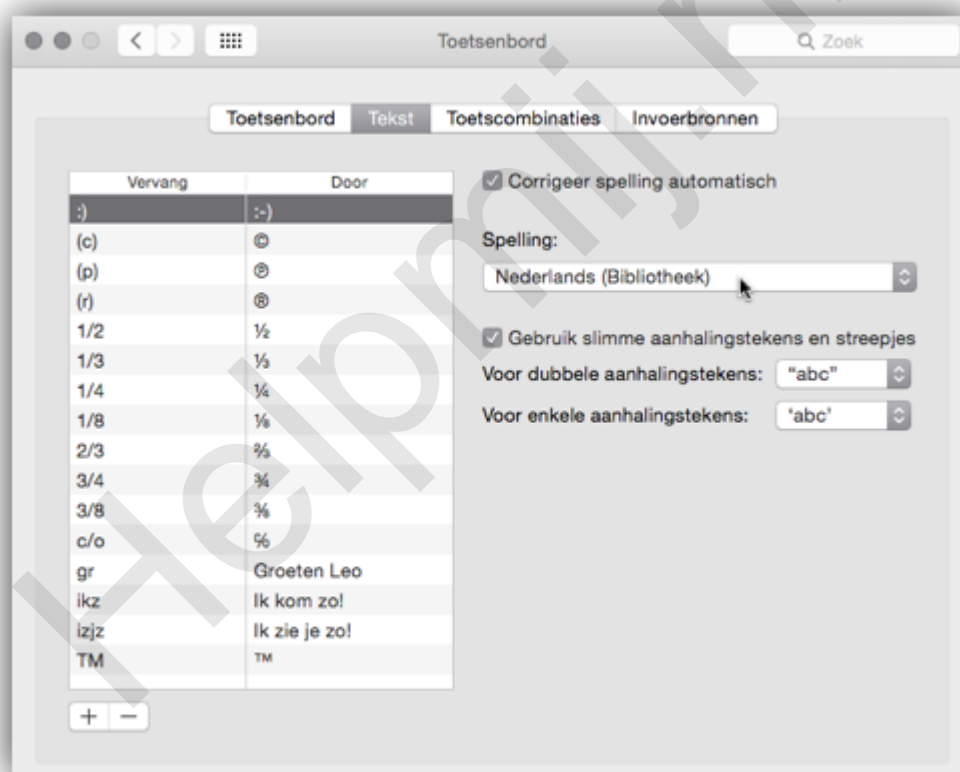 Toetsenbord
Zoek
Toetsenbord Tekst Toetscombinaties Invoerbronnen
Vervang Door
:) :-)
(c) ©
(p) ℗
(r) ®
1/2 ½
1/3 ⅓
1/4 ¼
1/8 ⅛
2/3 ⅔
3/4 ¾
3/8 ⅜
c/o ℅
gr Groeten Leo
ikz Ik kom zo!
izjz Ik zie je zo!
TM ™
+ −
Corrigeer spelling automatisch
Spelling:
Nederlands (Bibliotheek)
Gebruik slimme aanhalingstekens en streepjes
Voor dubbele aanhalingstekens: “abc”
Voor enkele aanhalingstekens: ‘abc’